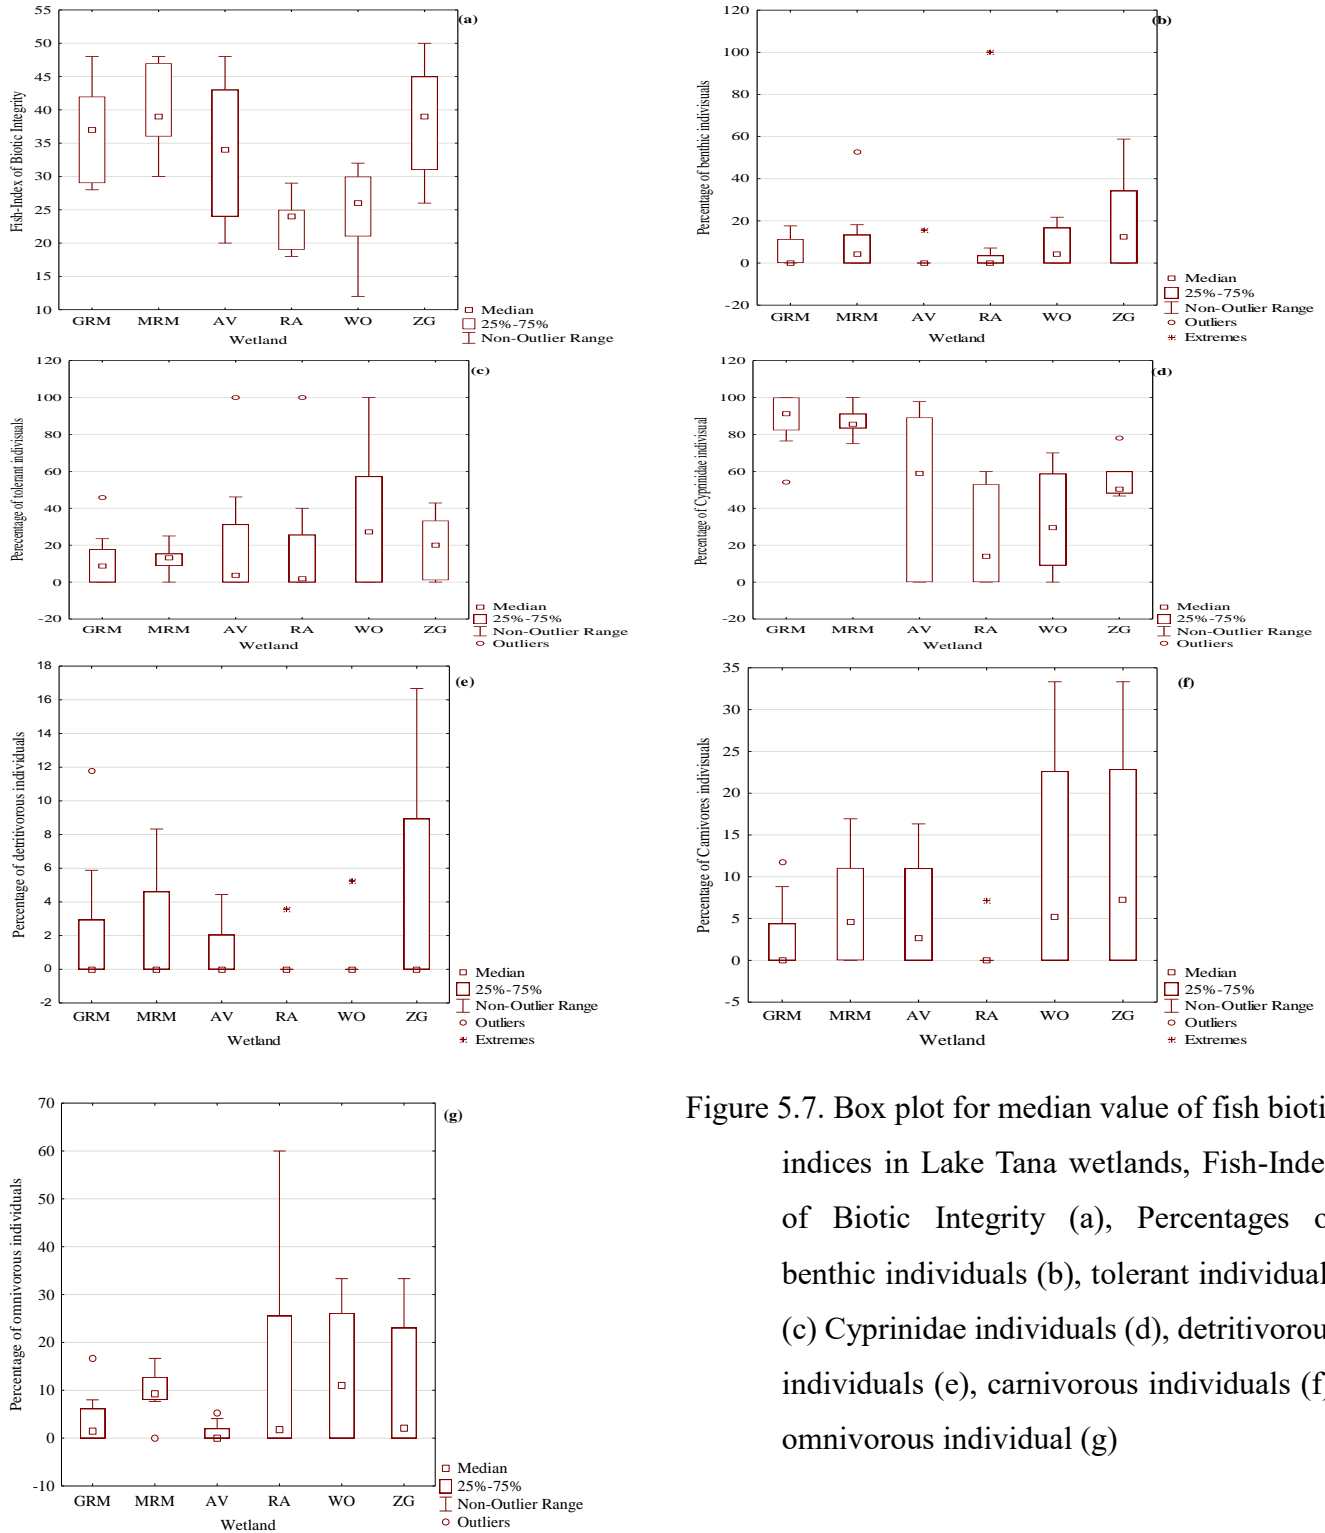 (a)
Fish-Index of Biotic Integrity
55
50
45
40
35
30
25
20
15
10
GRM MRM AV RA WO ZG
Wetland
Median
25%-75%
Non-Outlier Range
(b)
Percentage of benthic indivisuals
120
100
80
60
40
20
0
-20
GRM MRM AV RA WO ZG
Wetland
Median
25%-75%
Non-Outlier Range
Outliers
Extremes
(c)
Percentage of tolerant indivisuals
120
100
80
60
40
20
0
-20
GRM MRM AV RA WO ZG
Wetland
Median
25%-75%
Non-Outlier Range
Outliers
(d)
Percentage of Cyprinidae indivisual
120
100
80
60
40
20
0
-20
GRM MRM AV RA WO ZG
Wetland
Median
25%-75%
Non-Outlier Range
Outliers
(e)
Percentage of detritivorous individuals
18
16
14
12
10
8
6
4
2
0
-2
GRM MRM AV RA WO ZG
Wetland
Median
25%-75%
Non-Outlier Range
Outliers
Extremes
(f)
Percentage of Carnivores indivisuals
35
30
25
20
15
10
5
0
-5
GRM MRM AV RA WO ZG
Wetland
Median
25%-75%
Non-Outlier Range
Outliers
Extremes
(g)
Percentage of omnivorous individuals
70
60
50
40
30
20
10
0
-10
GRM MRM AV RA WO ZG
Wetland
Median
25%-75%
Non-Outlier Range
Outliers
Figure 5.7. Box plot for median value of fish bioti
indices in Lake Tana wetlands, Fish-Inde
of Biotic Integrity (a), Percentages o
benthic individuals (b), tolerant individual
(c) Cyprinidae individuals (d), detritivorou
individuals (e), carnivorous individuals (f)
omnivorous individual (g)